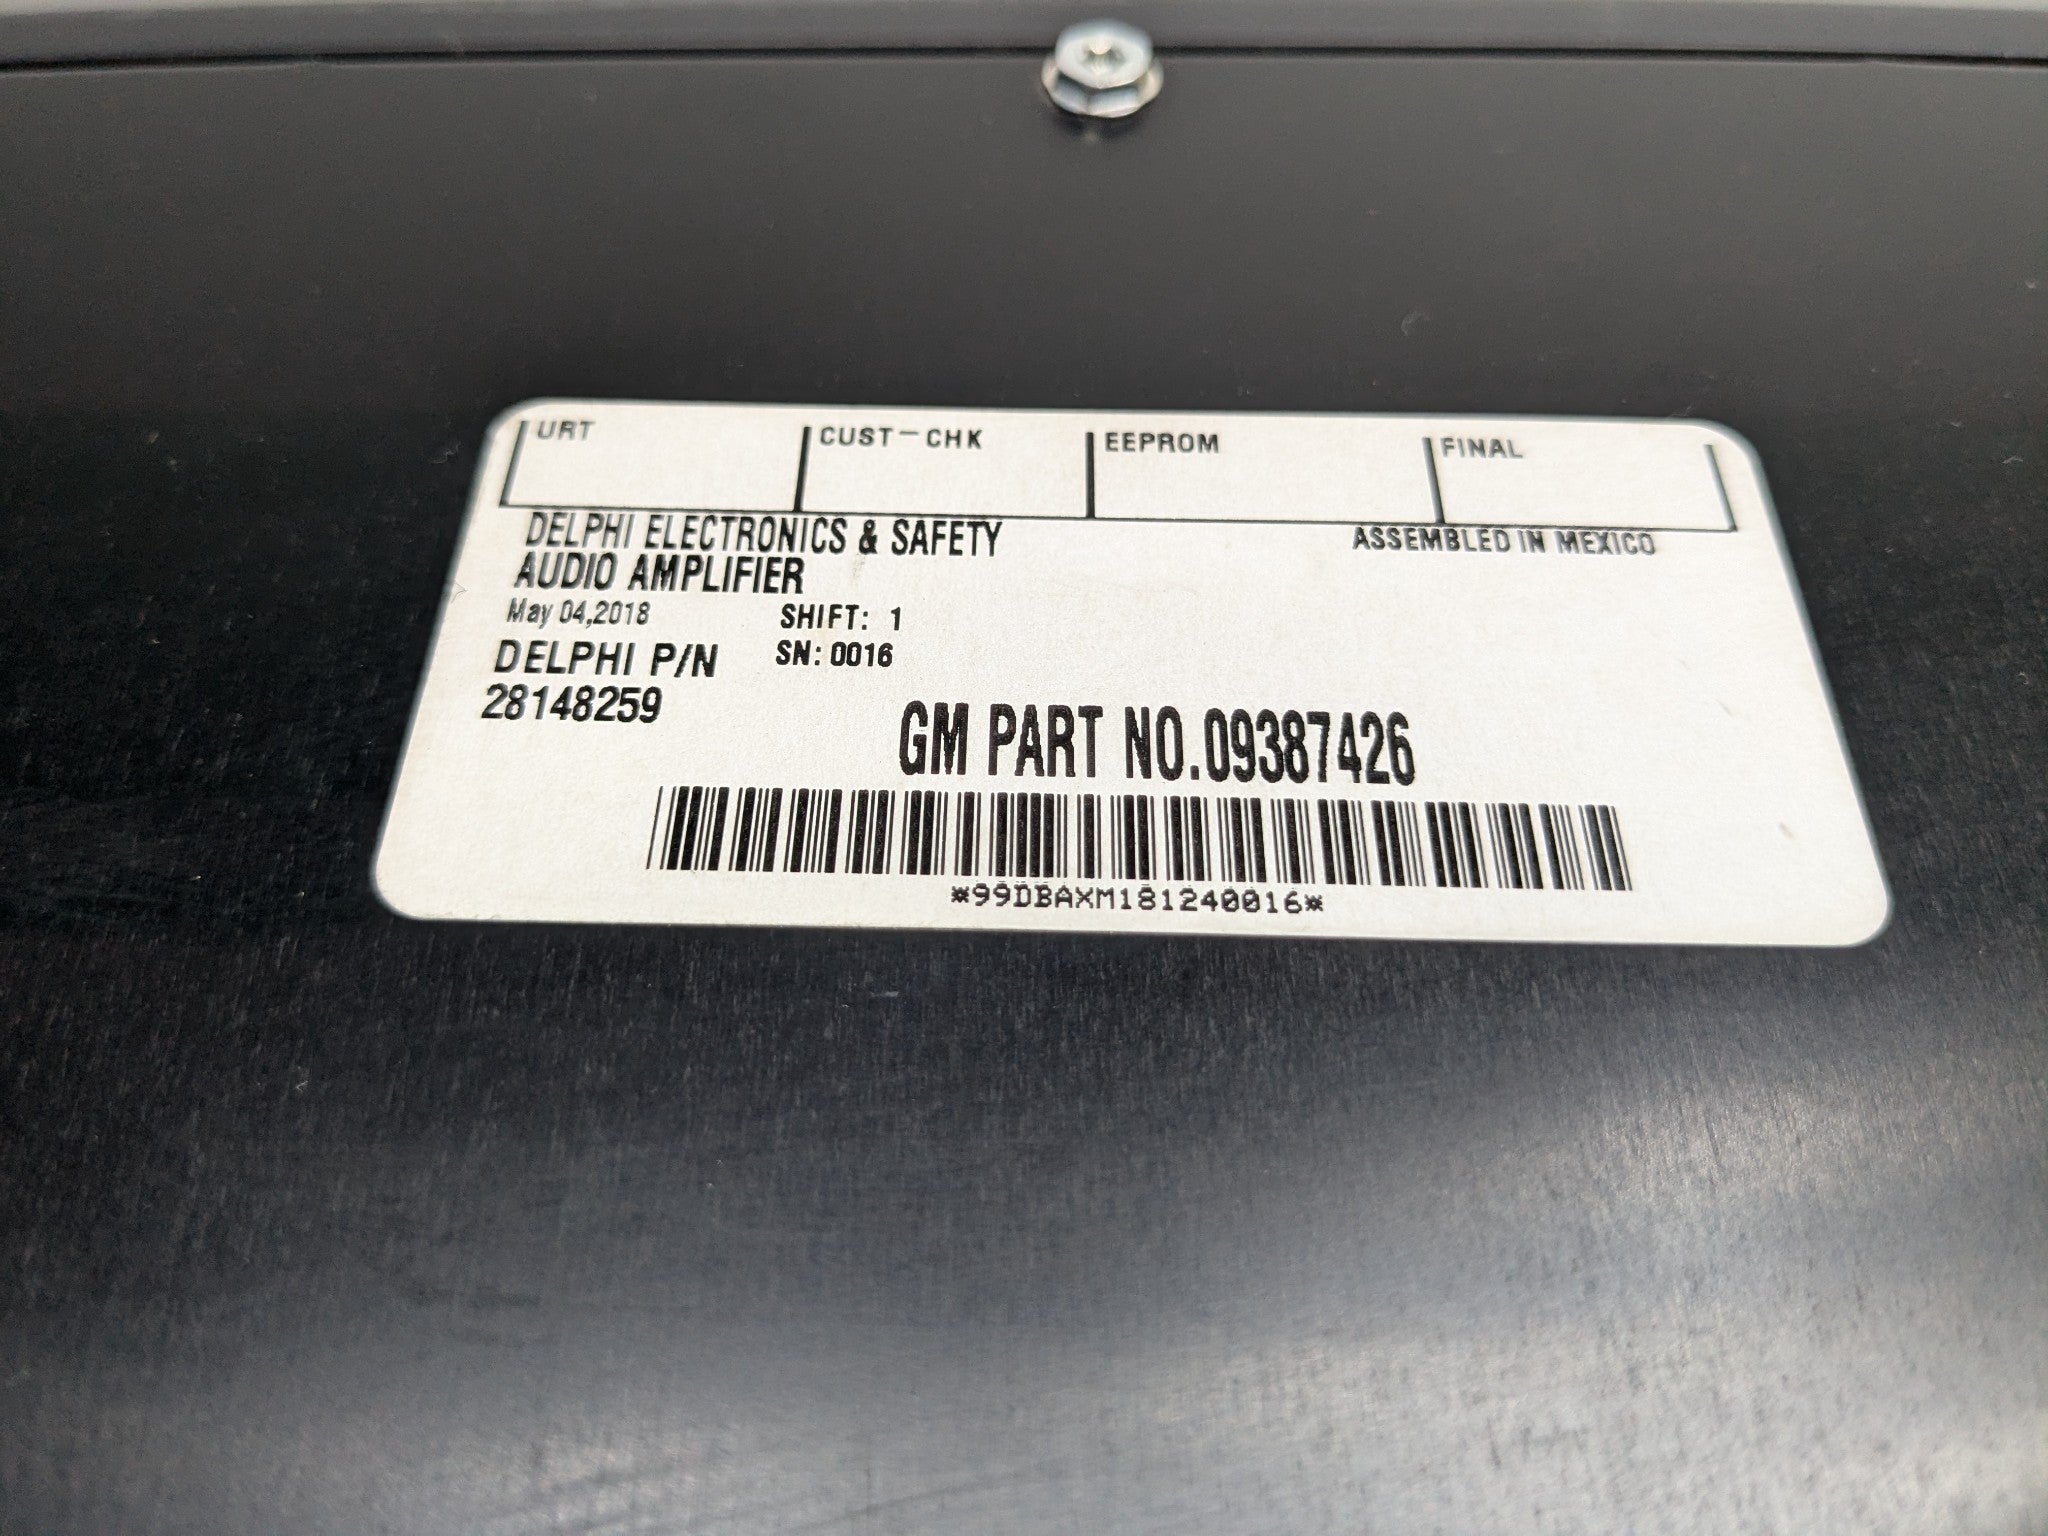 URT CUST-CHK EEPROM FINAL
DELPHI ELECTRONICS & SAFETY ASSEMBLED IN MEXICO
AUDIO AMPLIFIER
May 04,2018 SHIFT: 1
DELPHI P/N SN: 0016
28148259
GM PART NO.09387426
*99DBAXM181240016*